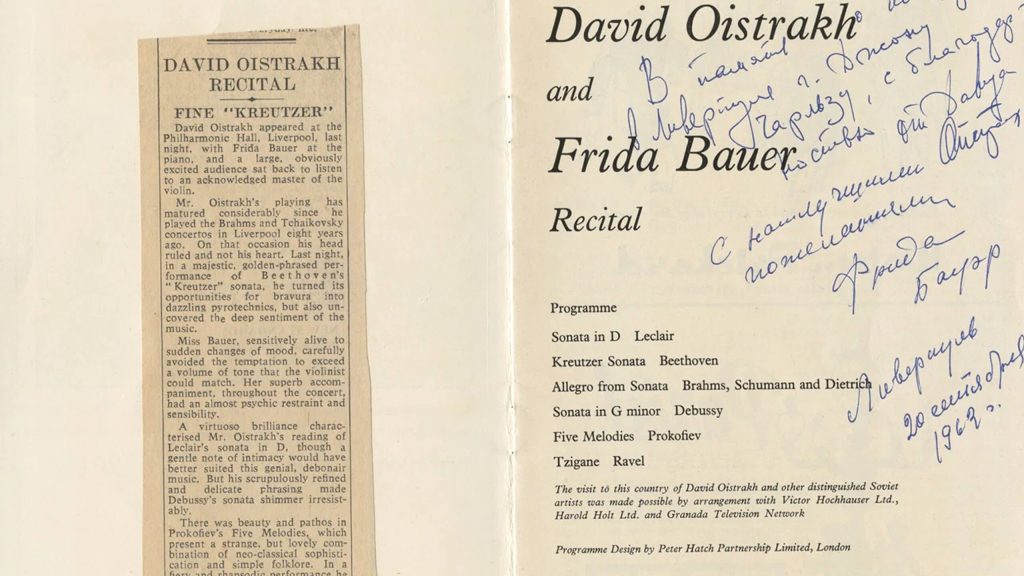 DAVID OISTRAKH
RECITAL
FINE "KREUTZER"
David Oistrakh appeared at the
Philharmonic Hall, Liverpool, last
night, with Frida Bauer at the
piano, and a large, obviously
excited audience sat back to listen
to an acknowledged master of the
violin.
Mr. Oistrakh's playing has
matured considerably since he
played the Brahms and Tchaikovsky
concertos in Liverpool eight years
ago. On that occasion his head
ruled and not his heart. Last night,
in a majestic, golden-phrased per-
formance of Beethoven's
"Kreutzer" sonata, he turned its
opportunities for bravura into
dazzling pyrotechnics, but also un-
covered the deep sentiment of the
music.
Miss Bauer, sensitively alive to
sudden changes of mood, carefully
avoided the temptation to exceed
a volume of tone that the violinist
could match. Her superb accom-
paniment, throughout the concert,
had an almost psychic restraint and
sensibility.
A virtuoso brilliance charac-
terised Mr. Oistrakh's reading of
Leclair's sonata in D, though a
gentle note of intimacy would have
better suited this genial, debonair
music. But his scrupulously refined
and delicate phrasing made
Debussy's sonata shimmer irresist-
ably.
There was beauty and pathos in
Prokofiev's Five Melodies, which
present a strange, but lovely com-
bination of neo-classical sophisti-
cation and simple folklore. In a
fiery and rhapsodic performance he
David Oistrakh
and
Frida Bauer
Recital
В память о
в Ливерпуле г. Джону
Чарльзу, с благодар-
ностью от Давида
Ойстрах
С наилучшими
пожеланиями
Фрида
Бауэр
Ливерпуль
20 сентября
1962 г.
Programme
Sonata in D Leclair
Kreutzer Sonata Beethoven
Allegro from Sonata Brahms, Schumann and Dietrich
Sonata in G minor Debussy
Five Melodies Prokofiev
Tzigane Ravel
The visit to this country of David Oistrakh and other distinguished Soviet
artists was made possible by arrangement with Victor Hochhauser Ltd.,
Harold Holt Ltd. and Granada Television Network
Programme Design by Peter Hatch Partnership Limited, London